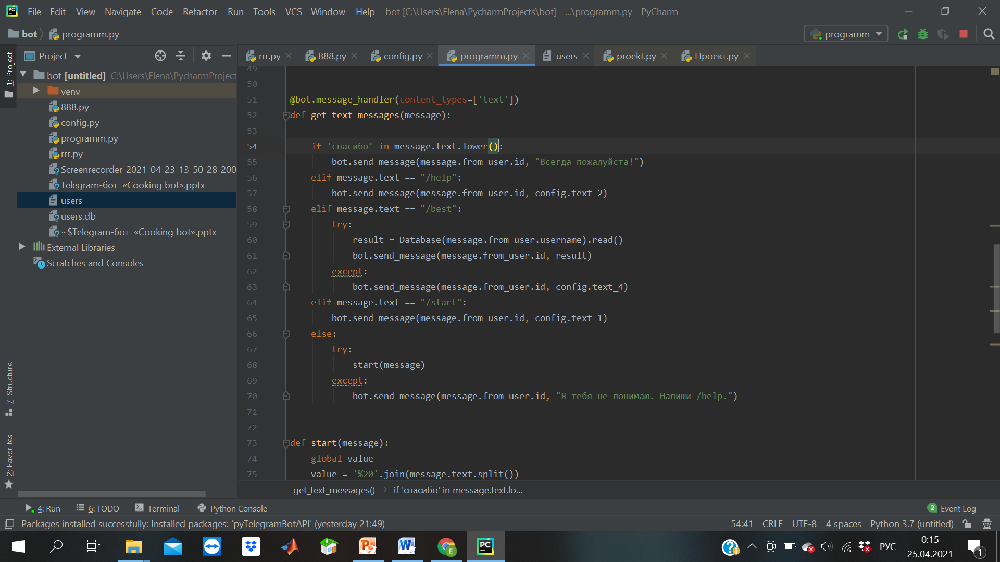 File Edit View Navigate Code Refactor Run Tools VCS Window Help bot [C:\Users\Elena\PycharmProjects\bot] - ...\programm.py - PyCharm
bot programm.py programm
Project rrr.py 888.py config.py programm.py users proekt.py Проект.py
1: Project
7: Structure
2: Favorites
bot [untitled] C:\Users\Elena\PycharmProject
venv
888.py
config.py
programm.py
rrr.py
Screenrecorder-2021-04-23-13-50-28-200
Telegram-бот «Cooking bot».pptx
users
users.db
~$Telegram-бот «Cooking bot».pptx
External Libraries
Scratches and Consoles
49
50
51 @bot.message_handler(content_types=['text'])
52 def get_text_messages(message):
53
54 if 'спасибо' in message.text.lower():
55 bot.send_message(message.from_user.id, "Всегда пожалуйста!")
56 elif message.text == "/help":
57 bot.send_message(message.from_user.id, config.text_2)
58 elif message.text == "/best":
59 try:
60 result = Database(message.from_user.username).read()
61 bot.send_message(message.from_user.id, result)
62 except:
63 bot.send_message(message.from_user.id, config.text_4)
64 elif message.text == "/start":
65 bot.send_message(message.from_user.id, config.text_1)
66 else:
67 try:
68 start(message)
69 except:
70 bot.send_message(message.from_user.id, "Я тебя не понимаю. Напиши /help.")
71
72
73 def start(message):
74 global value
75 value = '%20'.join(message.text.split())
get_text_messages() › if 'спасибо' in message.text.lo...
4: Run 6: TODO Terminal Python Console 2 Event Log
Packages installed successfully: Installed packages: 'pyTelegramBotAPI' (yesterday 21:49) 54:41 CRLF UTF-8 4 spaces Python 3.7 (untitled)
РУС 0:15
25.04.2021
1